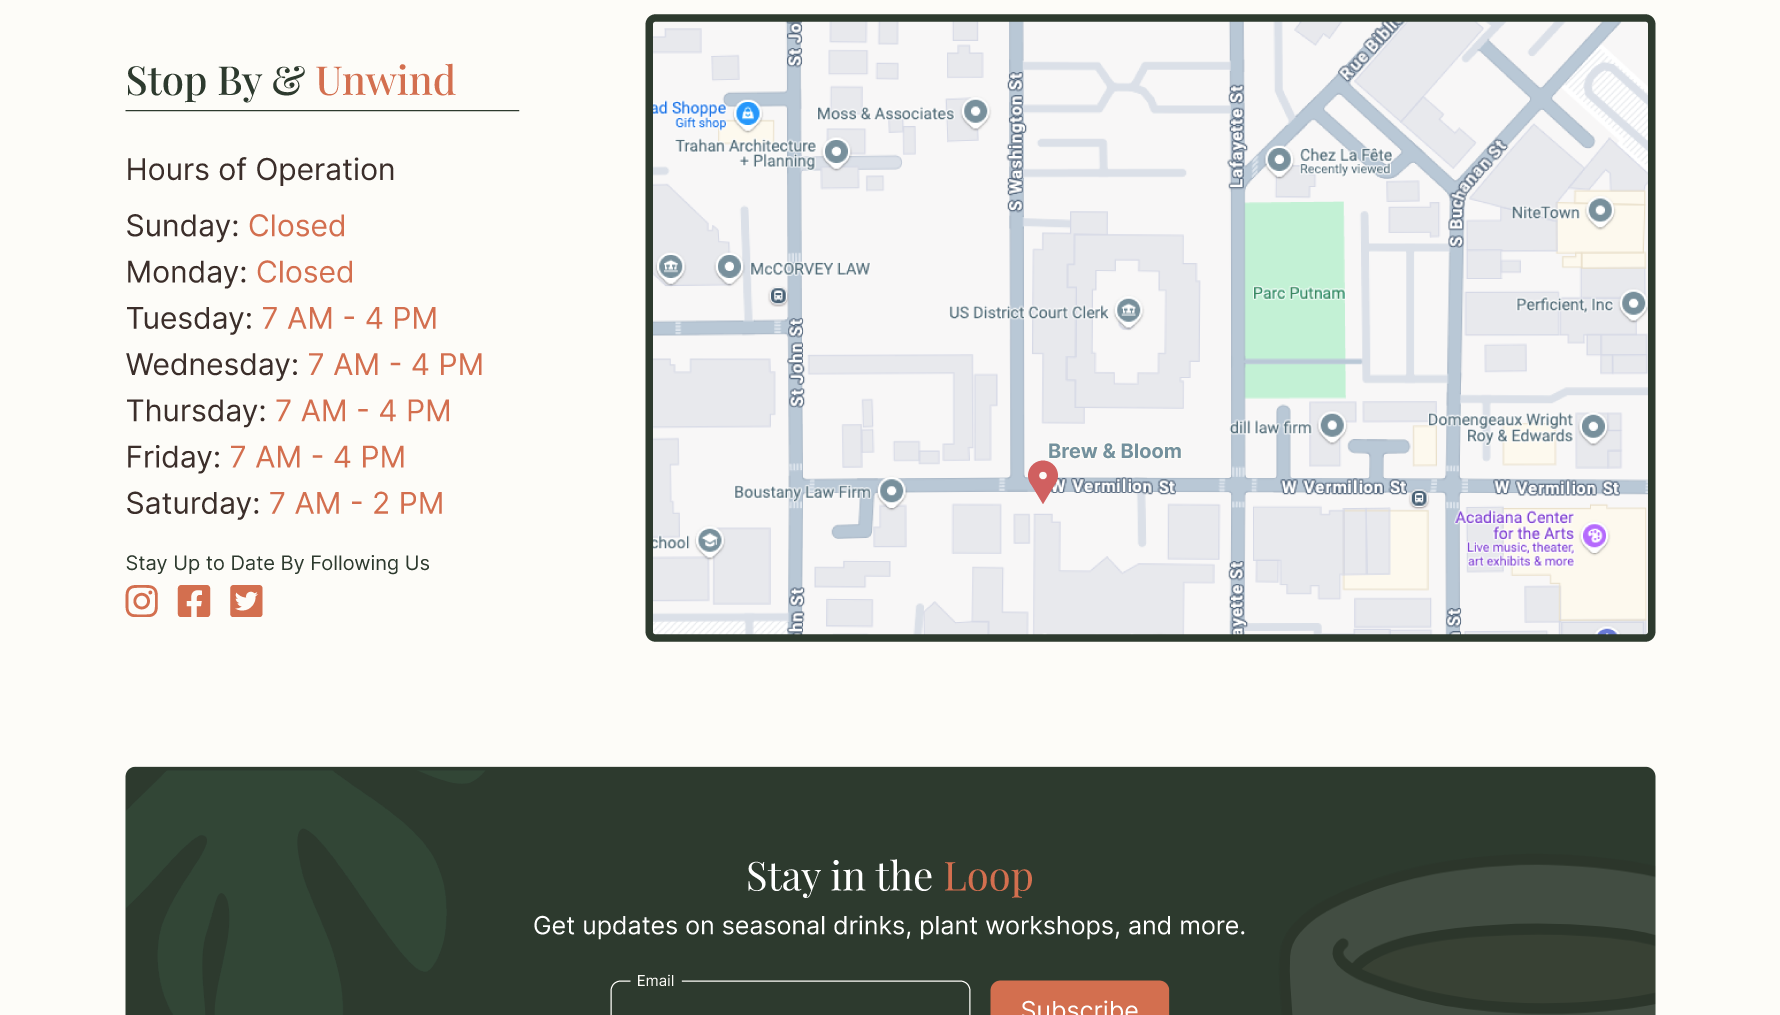 Stop By & Unwind
Hours of Operation
Sunday: Closed
Monday: Closed
Tuesday: 7 AM - 4 PM
Wednesday: 7 AM - 4 PM
Thursday: 7 AM - 4 PM
Friday: 7 AM - 4 PM
Saturday: 7 AM - 2 PM
Stay Up to Date By Following Us
St Jo
Rue Biblio
ad Shoppe
Gift shop
Moss & Associates
S Washington St
Lafayette St
Trahan Architecture
+ Planning
Chez La Fête
Recently viewed
S Buchanan St
NiteTown
McCORVEY LAW
Parc Putnam
US District Court Clerk
Perficient, Inc
St John St
dill law firm
Domengeaux Wright
Roy & Edwards
Brew & Bloom
Boustany Law Firm
W Vermilion St
W Vermilion St
W Vermilion St
Acadiana Center
for the Arts
Live music, theater,
art exhibits & more
chool
hn St
ayette St
n St
Stay in the Loop
Get updates on seasonal drinks, plant workshops, and more.
Email
Subscribe